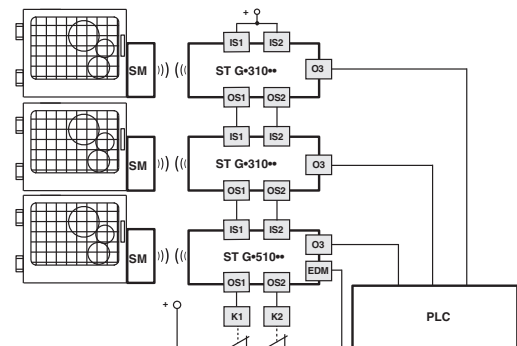 +
IS1 IS2
SM ST G•310•• O3
OS1 OS2
IS1 IS2
SM ST G•310•• O3
OS1 OS2
IS1 IS2
SM ST G•510•• O3
EDM
OS1 OS2
+
K1 K2
PLC